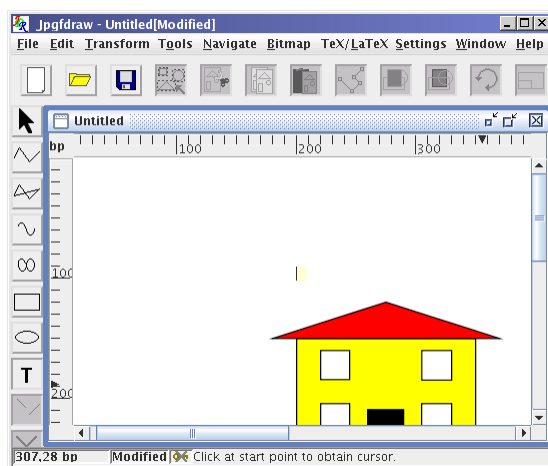 Jpgfdraw - Untitled[Modified]
File Edit Transform Tools Navigate Bitmap TeX/LaTeX Settings Window Help
Untitled
bp 100 200 300
100
T
200
307,28 bp Modified Click at start point to obtain cursor.